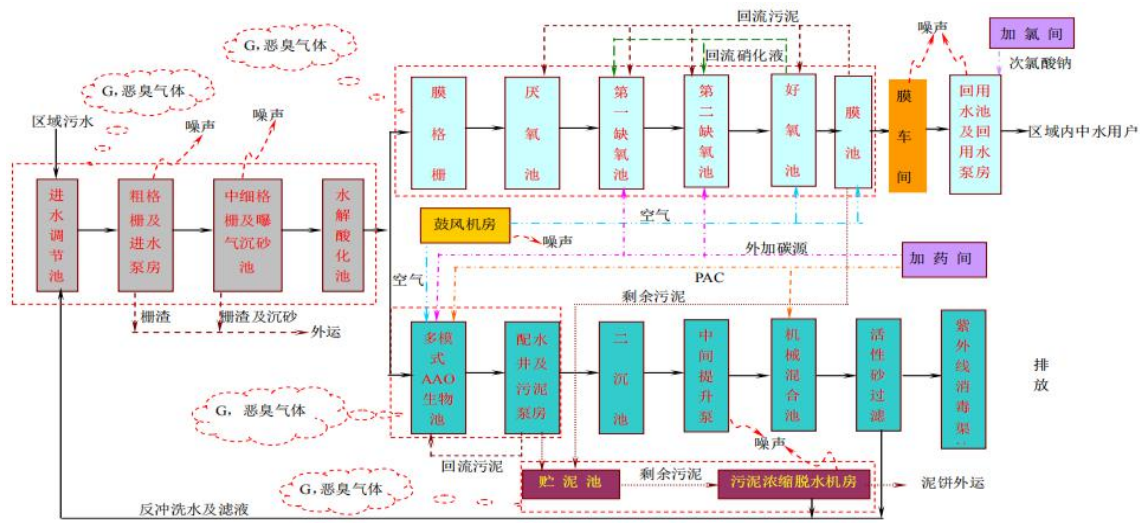 G，恶臭气体
回流污泥
噪声
加氯间
回流硝化液
次氯酸钠
G，恶臭气体
噪声
噪声
区域污水
膜格栅
厌氧池
第一缺氧池
第二缺氧池
好氧池
膜池
膜车间
回用水池及回用水泵房
区域内中水用户
进水调节池
粗格栅及进水泵房
中细格栅及曝气沉砂池
水解酸化池
鼓风机房
空气
噪声
外加碳源
加药间
空气
PAC
栅渣
栅渣及沉砂
外运
剩余污泥
多模式AAO生物池
配水井及污泥泵房
二沉池
中间提升泵
机械混合池
活性砂过滤
紫外线消毒渠
排放
G，恶臭气体
噪声
回流污泥
G，恶臭气体
贮泥池
剩余污泥
污泥浓缩脱水机房
泥饼外运
反冲洗水及滤液